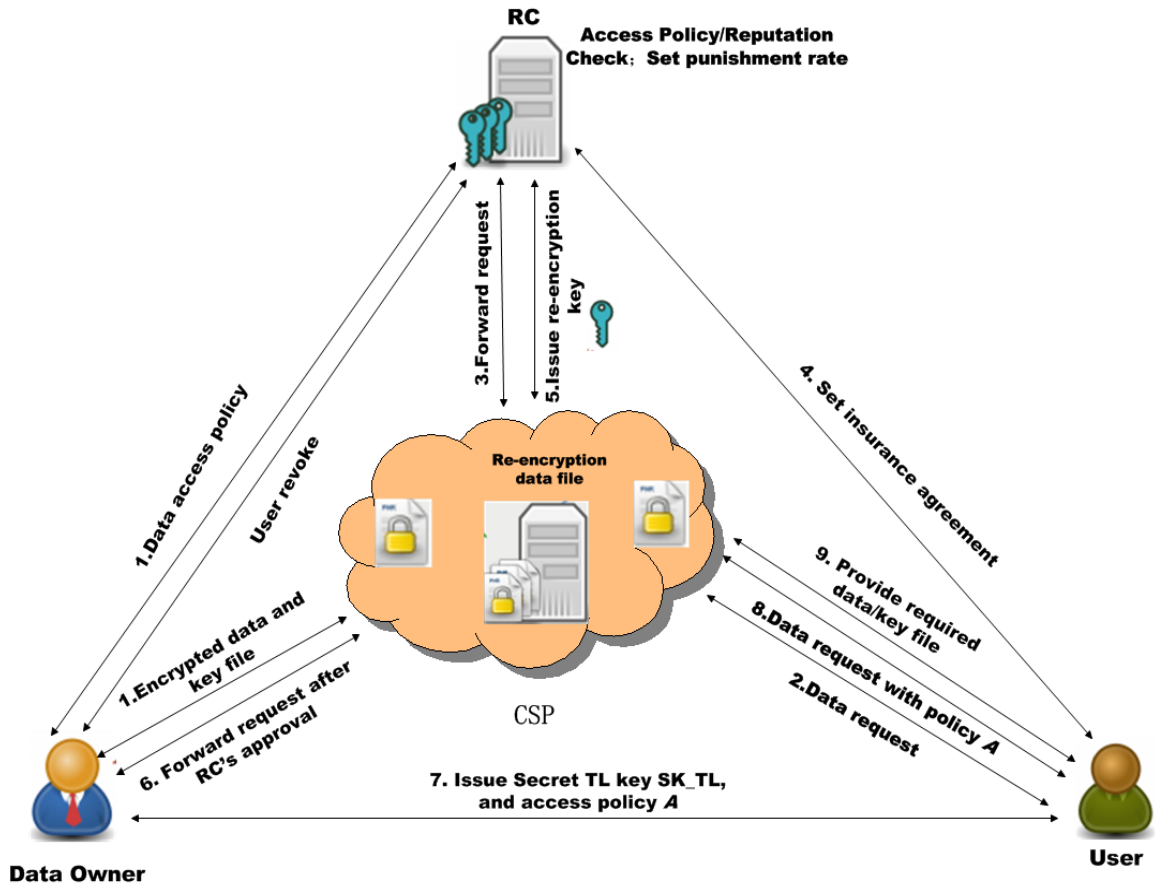 RC
Access Policy/Reputation
Check；Set punishment rate
3.Forward request
5.Issue re-encryption
key
1.Data access policy
User revoke
4. Set insurance agreement
Re-encryption
data file
1.Encrypted data and
key file
6. Forward request after
RC's approval
CSP
9. Provide required
data/key file
8.Data request with policy A
2.Data request
7. Issue Secret TL key SK_TL,
and access policy A
Data Owner
User